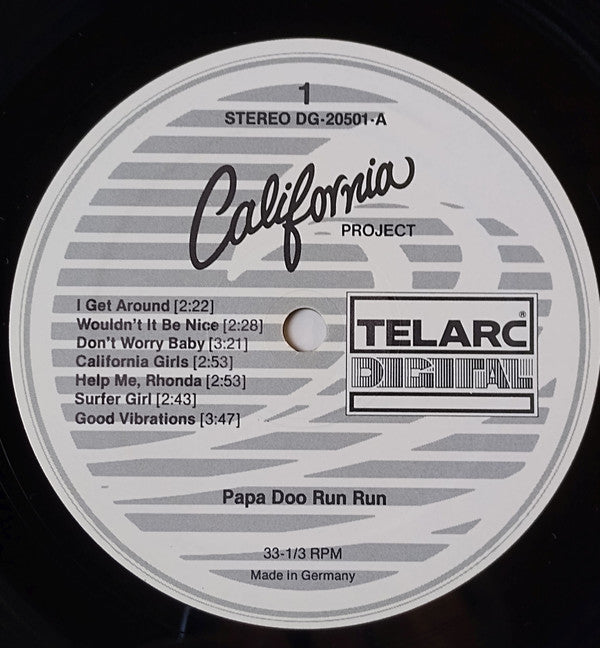 1
STEREO DG-20501-A
California
PROJECT
I Get Around [2:22]
Wouldn't It Be Nice [2:28]
Don't Worry Baby [3:21]
California Girls [2:53]
Help Me, Rhonda [2:53]
Surfer Girl [2:43]
Good Vibrations [3:47]
TELARC®
DIGITAL
Papa Doo Run Run
33-1/3 RPM
Made in Germany